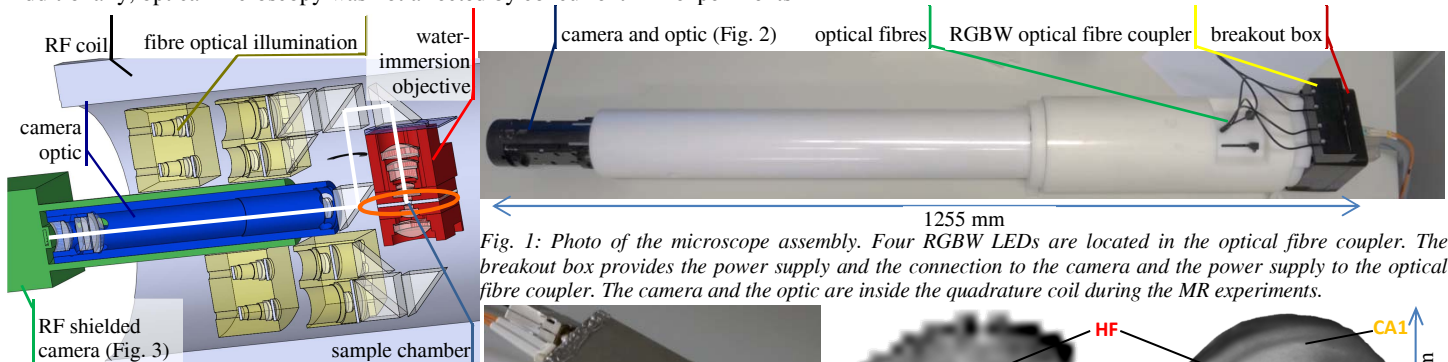 RF coil
fibre optical illumination
water-
immersion
objective
camera
optic
RF shielded
camera (Fig. 3)
sample chamber
camera and optic (Fig. 2)
optical fibres
RGBW optical fibre coupler
breakout box
1255 mm
Fig. 1: Photo of the microscope assembly. Four RGBW LEDs are located in the optical fibre coupler. The
breakout box provides the power supply and the connection to the camera and the power supply to the optical
fibre coupler. The camera and the optic are inside the quadrature coil during the MR experiments.
HF
CA1